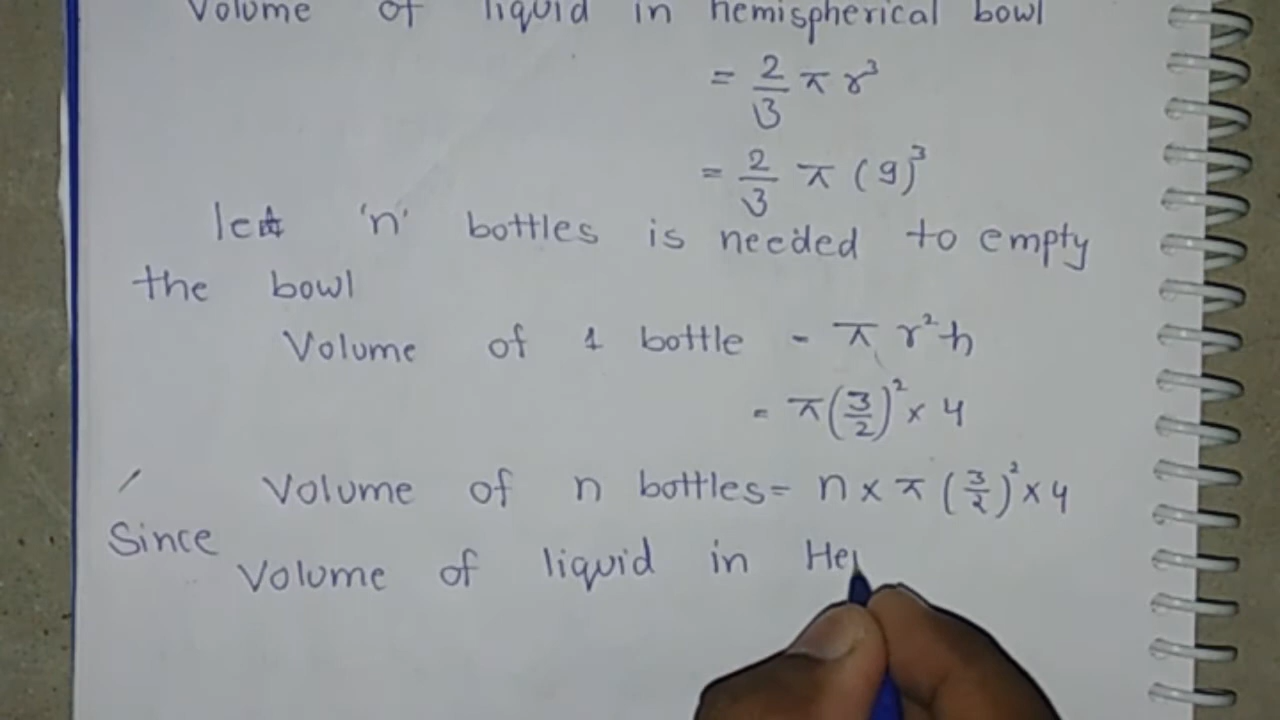 Volume of liquid in hemispherical bowl
= 2/3 π r³
= 2/3 π (9)³
let 'n' bottles is needed to empty
the bowl
Volume of 1 bottle - π r²h
= π(3/2)² × 4
Volume of n bottles = n × π (3/2)² × 4
Since
Volume of liquid in He